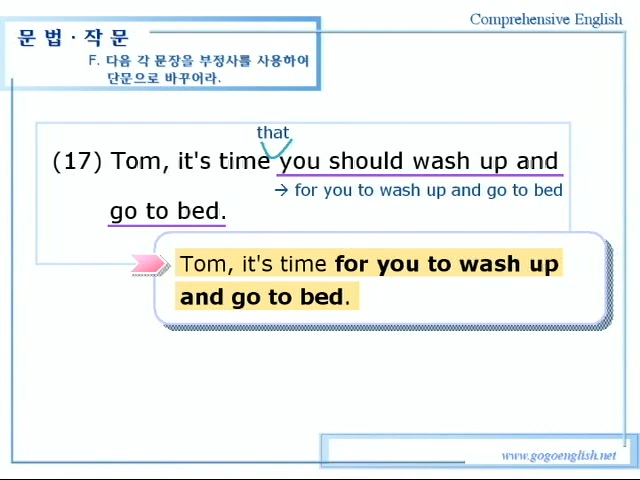 Comprehensive English
문 법 · 작 문
F. 다음 각 문장을 부정사를 사용하여
단문으로 바꾸어라.
that
(17) Tom, it's time you should wash up and
→ for you to wash up and go to bed
go to bed.
Tom, it's time for you to wash up
and go to bed.
www.gogoenglish.net